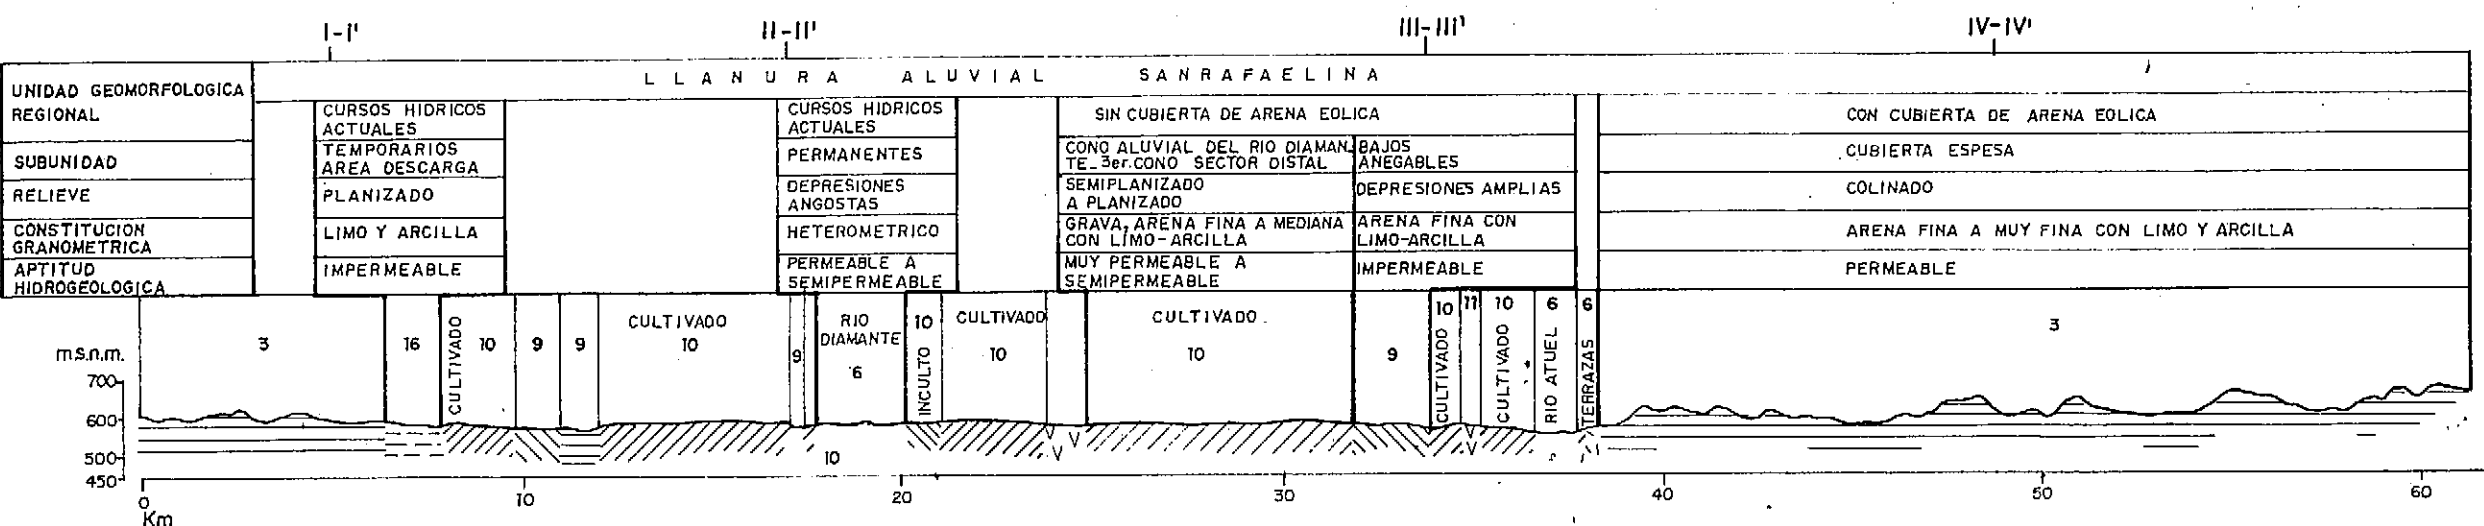 I-I'
II-II'
III-III'
IV-IV'
LLANURA ALUVIAL SANRAFAELINA
UNIDAD GEOMORFOLOGICA
REGIONAL
CURSOS HIDRICOS
ACTUALES
CURSOS HIDRICOS
ACTUALES
SIN CUBIERTA DE ARENA EOLICA
CON CUBIERTA DE ARENA EOLICA
SUBUNIDAD
TEMPORARIOS
AREA DESCARGA
PERMANENTES
CONO ALUVIAL DEL RIO DIAMAN_
TE_3er.CONO SECTOR DISTAL
BAJOS
ANEGABLES
CUBIERTA ESPESA
RELIEVE
PLANIZADO
DEPRESIONES
ANGOSTAS
SEMIPLANIZADO
A PLANIZADO
DEPRESIONES AMPLIAS
COLINADO
CONSTITUCION
GRANOMETRICA
LIMO Y ARCILLA
HETEROMETRICO
GRAVA, ARENA FINA A MEDIANA
CON LIMO-ARCILLA
ARENA FINA CON
LIMO-ARCILLA
ARENA FINA A MUY FINA CON LIMO Y ARCILLA
APTITUD
HIDROGEOLOGICA
IMPERMEABLE
PERMEABLE A
SEMIPERMEABLE
MUY PERMEABLE A
SEMIPERMEABLE
IMPERMEABLE
PERMEABLE
3
16
CULTIVADO
10
9
9
CULTIVADO
10
9
RIO
DIAMANTE
6
10
INCULTO
CULTIVADO
10
CULTIVADO
10
9
10
CULTIVADO
11
10
CULTIVADO
6
RIO ATUEL
6
TERRAZAS
3
m.s.n.m.
700
600
500
450
10
0
10
20
30
40
50
60
Km